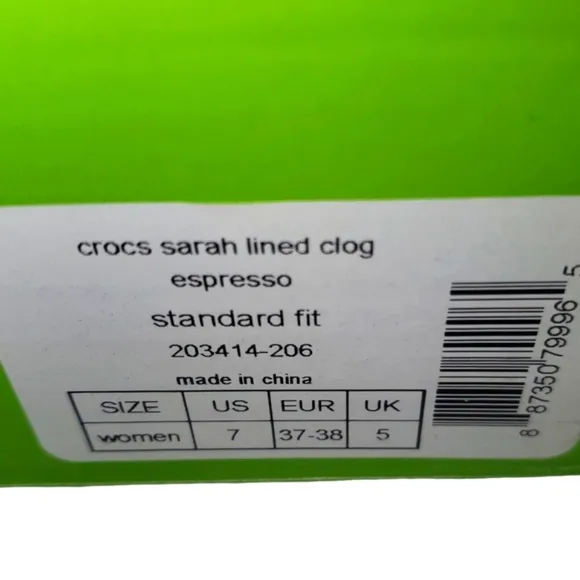 crocs sarah lined clog
espresso
standard fit
203414-206
made in china
SIZE US EUR UK
women 7 37-38 5
8 87350 79996 5